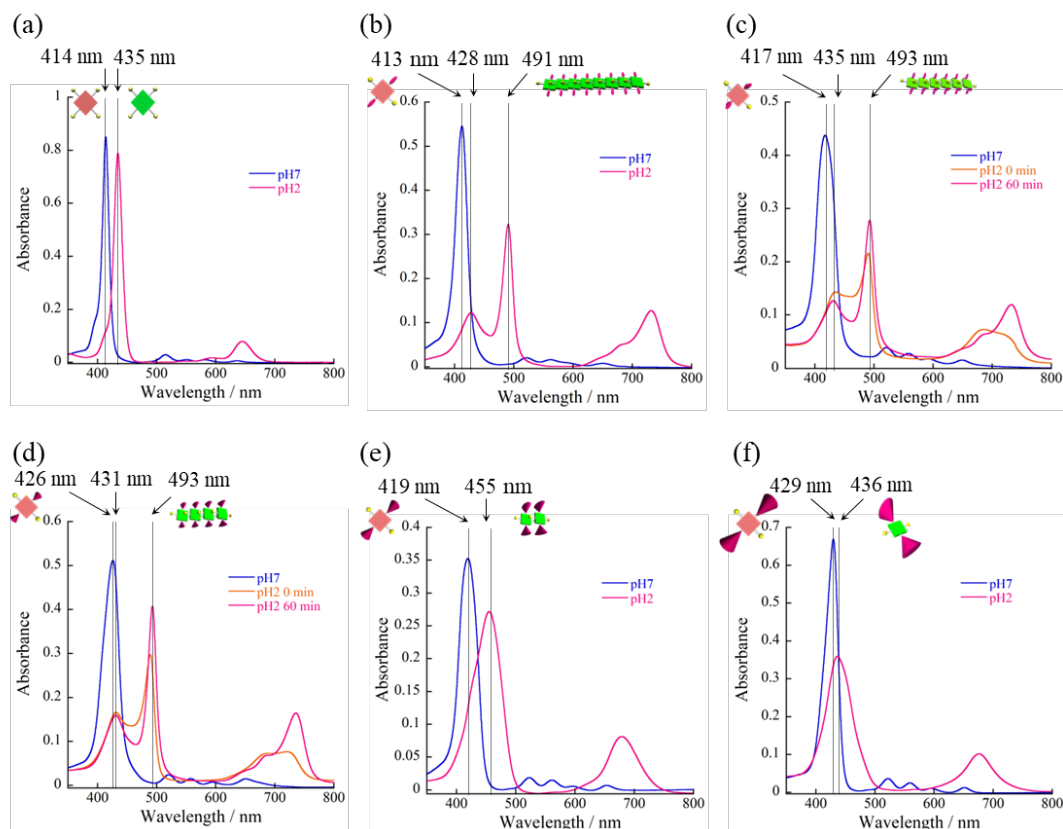 (a)
414 nm 435 nm
1
0.8
0.6
0.4
0.2
0
Absorbance
pH7
pH2
400 500 600 700 800
Wavelength / nm
(b)
413 nm 428 nm 491 nm
0.6
0.5
0.4
0.3
0.2
0.1
0
Absorbance
pH7
pH2
400 500 600 700 800
Wavelength / nm
(c)
417 nm 435 nm 493 nm
0.5
0.4
0.3
0.2
0.1
0
Absorbance
pH7
pH2 0 min
pH2 60 min
400 500 600 700 800
Wavelength / nm
(d)
426 nm 431 nm 493 nm
0.6
0.5
0.4
0.3
0.2
0.1
0
Absorbance
pH7
pH2 0 min
pH2 60 min
400 500 600 700 800
Wavelength / nm
(e)
419 nm 455 nm
0.4
0.35
0.3
0.25
0.2
0.15
0.1
0.05
0
Absorbance
pH7
pH2
400 500 600 700 800
Wavelength / nm
(f)
429 nm 436 nm
0.7
0.6
0.5
0.4
0.3
0.2
0.1
0
Absorbance
pH7
pH2
400 500 600 700 800
Wavelength / nm